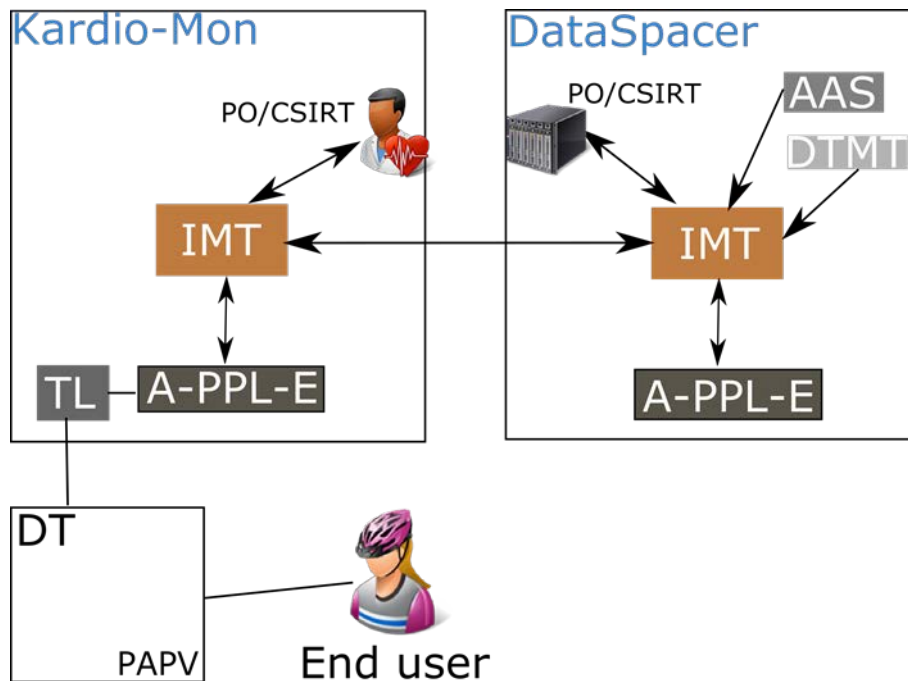 Kardio-Mon
DataSpacer
PO/CSIRT
PO/CSIRT
AAS
DTMT
IMT
IMT
TL
A-PPL-E
A-PPL-E
DT
PAPV
End user